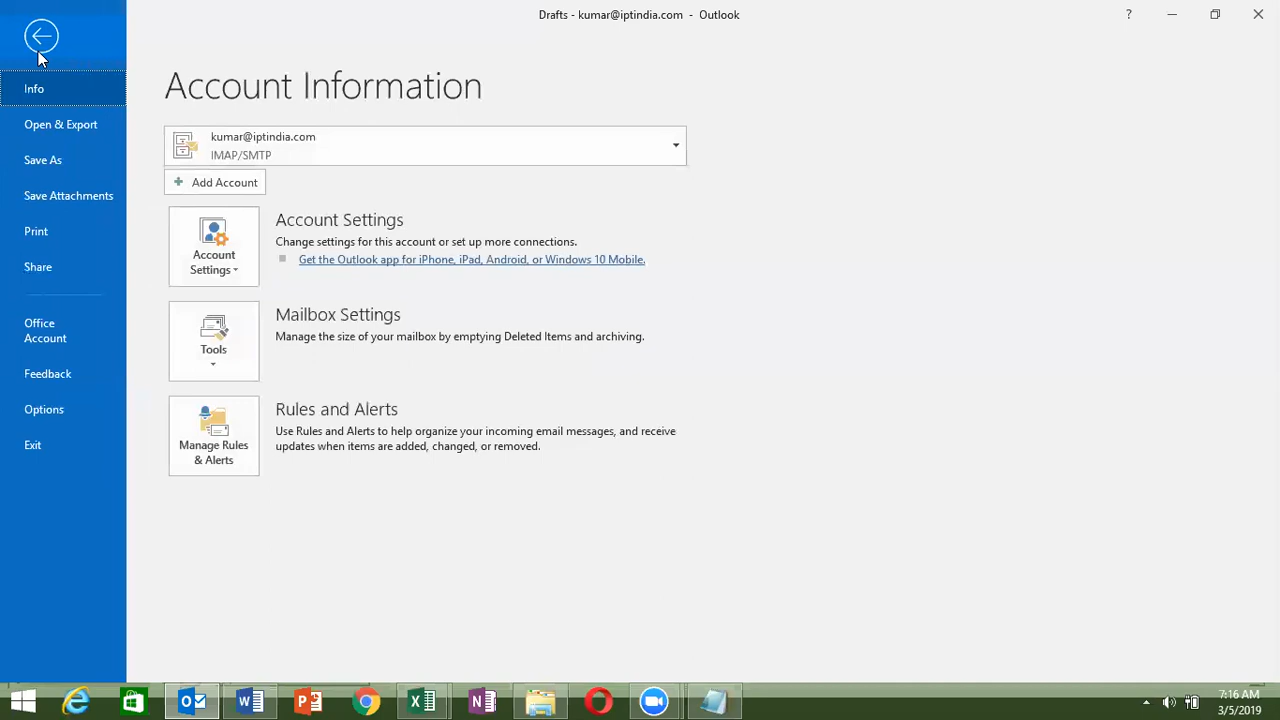 Drafts - kumar@iptindia.com - Outlook
?
Info
Open & Export
Save As
Save Attachments
Print
Share
Office
Account
Feedback
Options
Exit
Account Information
kumar@iptindia.com
IMAP/SMTP
Add Account
Account
Settings
Account Settings
Change settings for this account or set up more connections.
Get the Outlook app for iPhone, iPad, Android, or Windows 10 Mobile.
Tools
Mailbox Settings
Manage the size of your mailbox by emptying Deleted Items and archiving.
Manage Rules
& Alerts
Rules and Alerts
Use Rules and Alerts to help organize your incoming email messages, and receive
updates when items are added, changed, or removed.
7:16 AM
3/5/2019